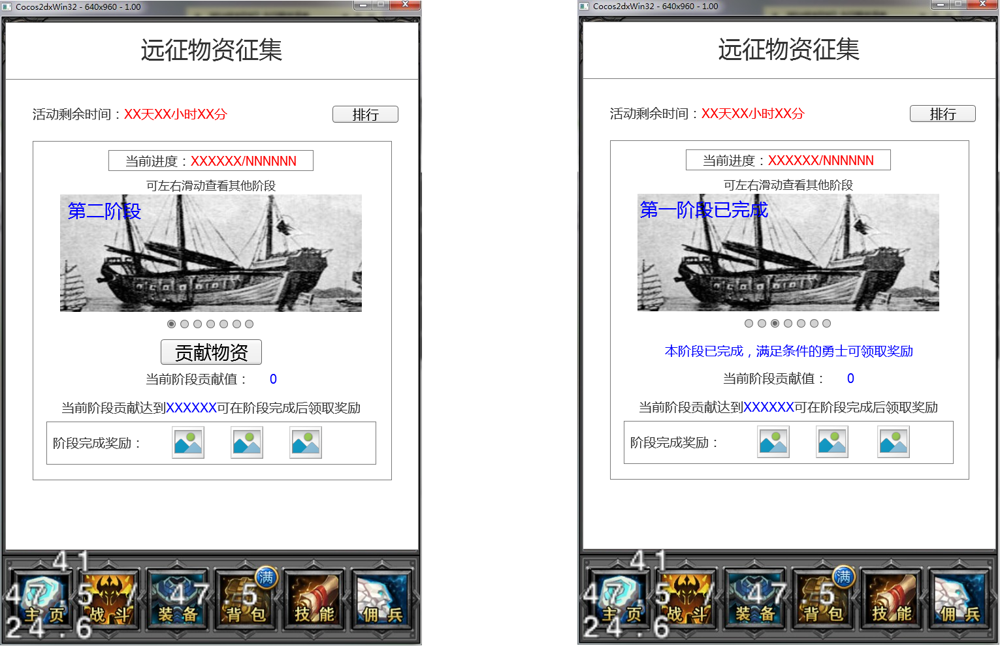 Cocos2dxWin32 - 640x960 - 1.00
远征物资征集
活动剩余时间：XX天XX小时XX分
排行
当前进度：XXXXXX/NNNNNN
可左右滑动查看其他阶段
第二阶段
贡献物资
当前阶段贡献值： 0
当前阶段贡献达到XXXXXX可在阶段完成后领取奖励
阶段完成奖励：
41
满
47.5 / 47.5
主页 战斗 装备 背包 技能 佣兵
24.6
Cocos2dxWin32 - 640x960 - 1.00
远征物资征集
活动剩余时间：XX天XX小时XX分
排行
当前进度：XXXXXX/NNNNNN
可左右滑动查看其他阶段
第一阶段已完成
本阶段已完成，满足条件的勇士可领取奖励
当前阶段贡献值： 0
当前阶段贡献达到XXXXXX可在阶段完成后领取奖励
阶段完成奖励：
41
满
47.5 / 47.5
主页 战斗 装备 背包 技能 佣兵
24.6